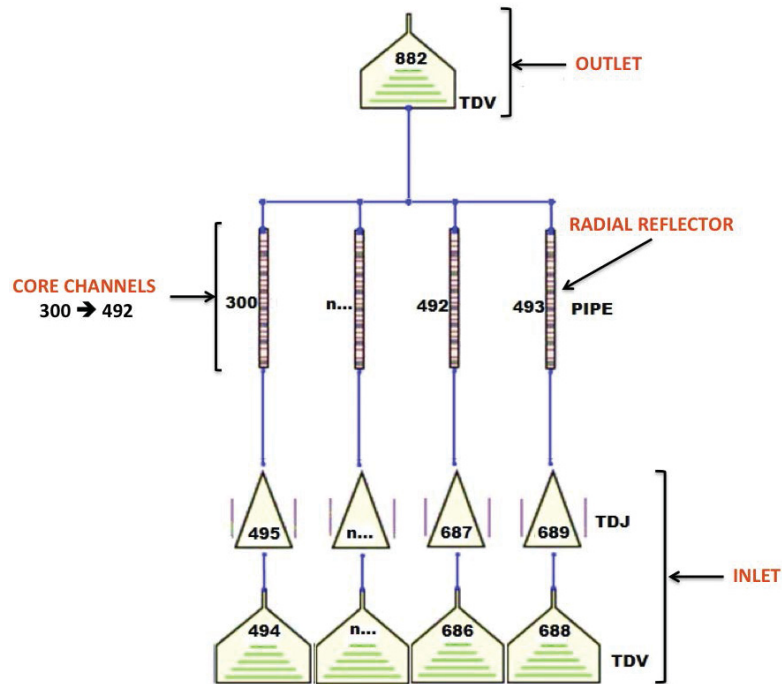 882
OUTLET
TDV
RADIAL REFLECTOR
CORE CHANNELS
300 ➔ 492
300
n...
492
493
PIPE
495
n...
687
689
TDJ
INLET
494
n...
686
688
TDV